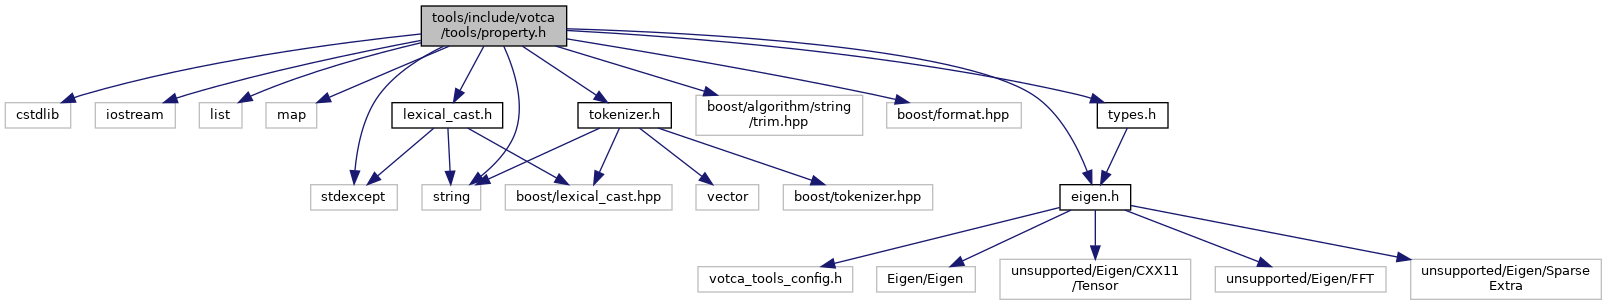 tools/include/votca
/tools/property.h
cstdlib
iostream
list
map
lexical_cast.h
tokenizer.h
boost/algorithm/string
/trim.hpp
boost/format.hpp
types.h
stdexcept
string
boost/lexical_cast.hpp
vector
boost/tokenizer.hpp
eigen.h
votca_tools_config.h
Eigen/Eigen
unsupported/Eigen/CXX11
/Tensor
unsupported/Eigen/FFT
unsupported/Eigen/Sparse
Extra